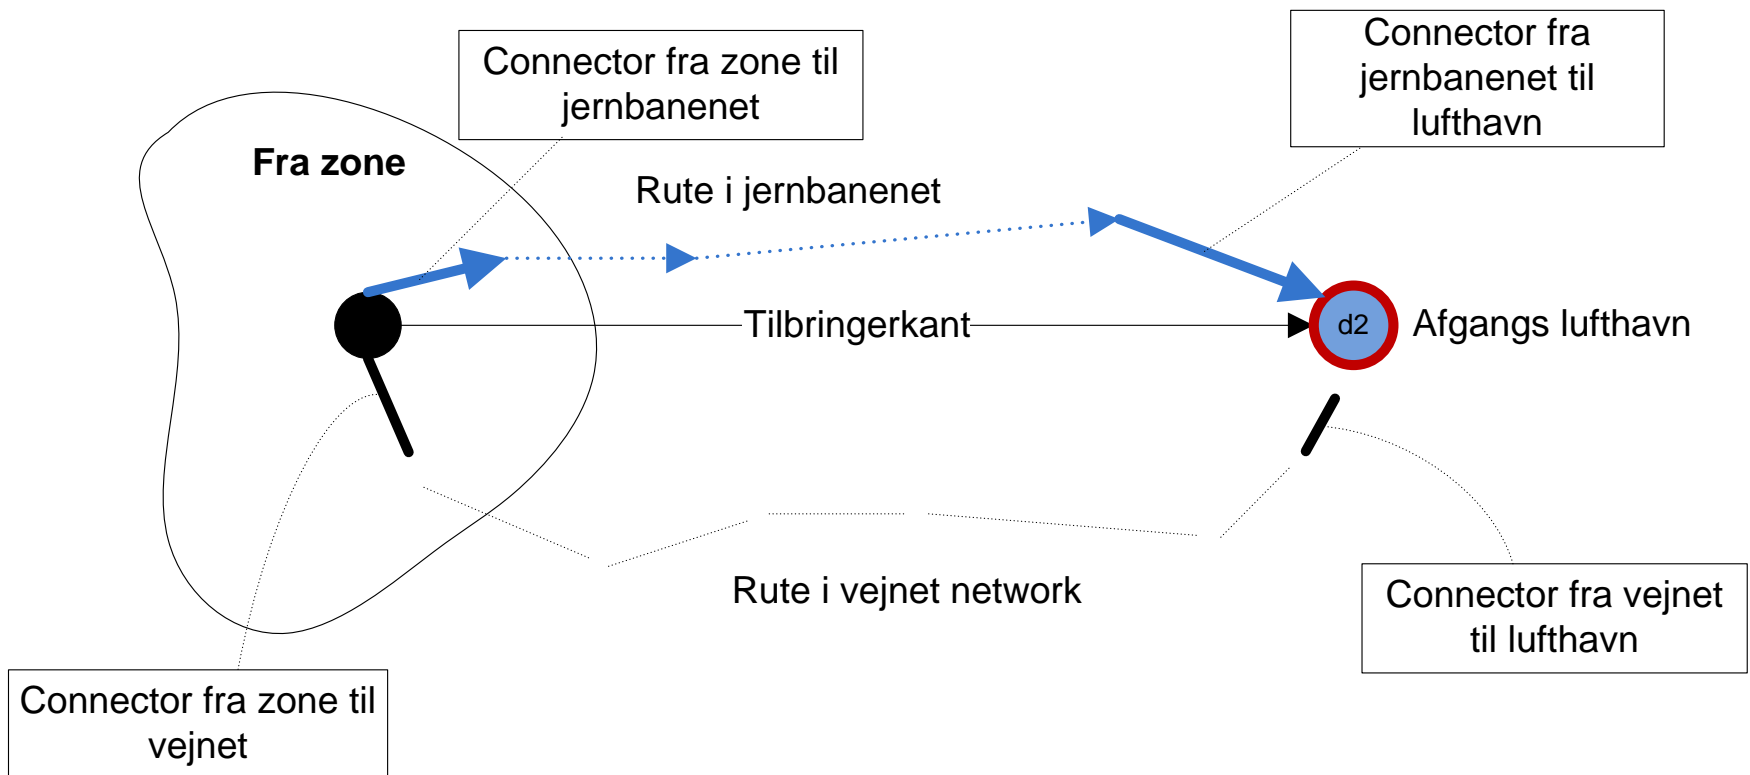 Connector fra zone til
jernbanenet
Connector fra
jernbanenet til
lufthavn
Fra zone
Rute i jernbanenet
Tilbringerkant
d2
Afgangs lufthavn
Rute i vejnet network
Connector fra vejnet
til lufthavn
Connector fra zone til
vejnet